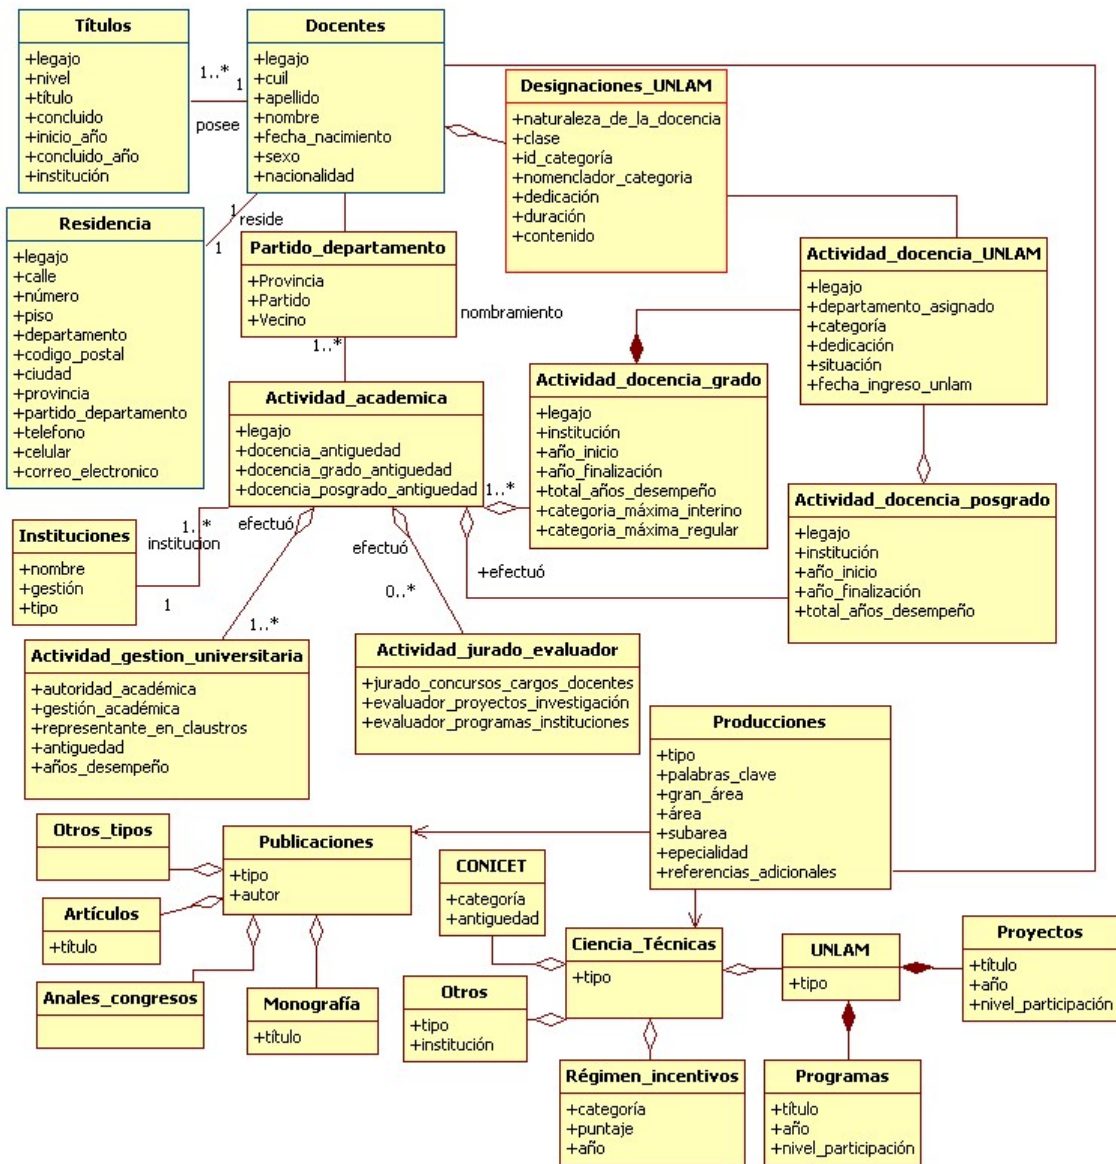 Títulos
+legajo
+nivel
+título
+concluido
+inicio_año
+concluido_año
+institución
1..*
1
posee
Docentes
+legajo
+cuil
+apellido
+nombre
+fecha_nacimiento
+sexo
+nacionalidad
Designaciones_UNLAM
+naturaleza_de_la_docencia
+clase
+id_categoría
+nomenclador_categoria
+dedicación
+duración
+contenido
Residencia
+legajo
+calle
+número
+piso
+departamento
+codigo_postal
+ciudad
+provincia
+partido_departamento
+telefono
+celular
+correo_electronico
1
reside
1
Partido_departamento
+Provincia
+Partido
+Vecino
nombramiento
1..*
Actividad_docencia_UNLAM
+legajo
+departamento_asignado
+categoría
+dedicación
+situación
+fecha_ingreso_unlam
Actividad_academica
+legajo
+docencia_antiguedad
+docencia_grado_antiguedad
+docencia_posgrado_antiguedad
1..*
Actividad_docencia_grado
+legajo
+institución
+año_inicio
+año_finalización
+total_años_desempeño
+categoria_máxima_interino
+categoria_máxima_regular
Actividad_docencia_posgrado
+legajo
+institución
+año_inicio
+año_finalización
+total_años_desempeño
Instituciones
+nombre
+gestión
+tipo
1..*
institucion
1
efectuó
efectuó
+efectuó
0..*
1..*
Actividad_gestion_universitaria
+autoridad_académica
+gestión_académica
+representante_en_claustros
+antiguedad
+años_desempeño
Actividad_jurado_evaluador
+jurado_concursos_cargos_docentes
+evaluador_proyectos_investigación
+evaluador_programas_instituciones
Producciones
+tipo
+palabras_clave
+gran_área
+área
+subarea
+epecialidad
+referencias_adicionales
Otros_tipos
Publicaciones
+tipo
+autor
Artículos
+título
Anales_congresos
Monografía
+título
CONICET
+categoría
+antiguedad
Otros
+tipo
+institución
Ciencia_Técnicas
+tipo
UNLAM
+tipo
Proyectos
+título
+año
+nivel_participación
Régimen_incentivos
+categoría
+puntaje
+año
Programas
+título
+año
+nivel_participación